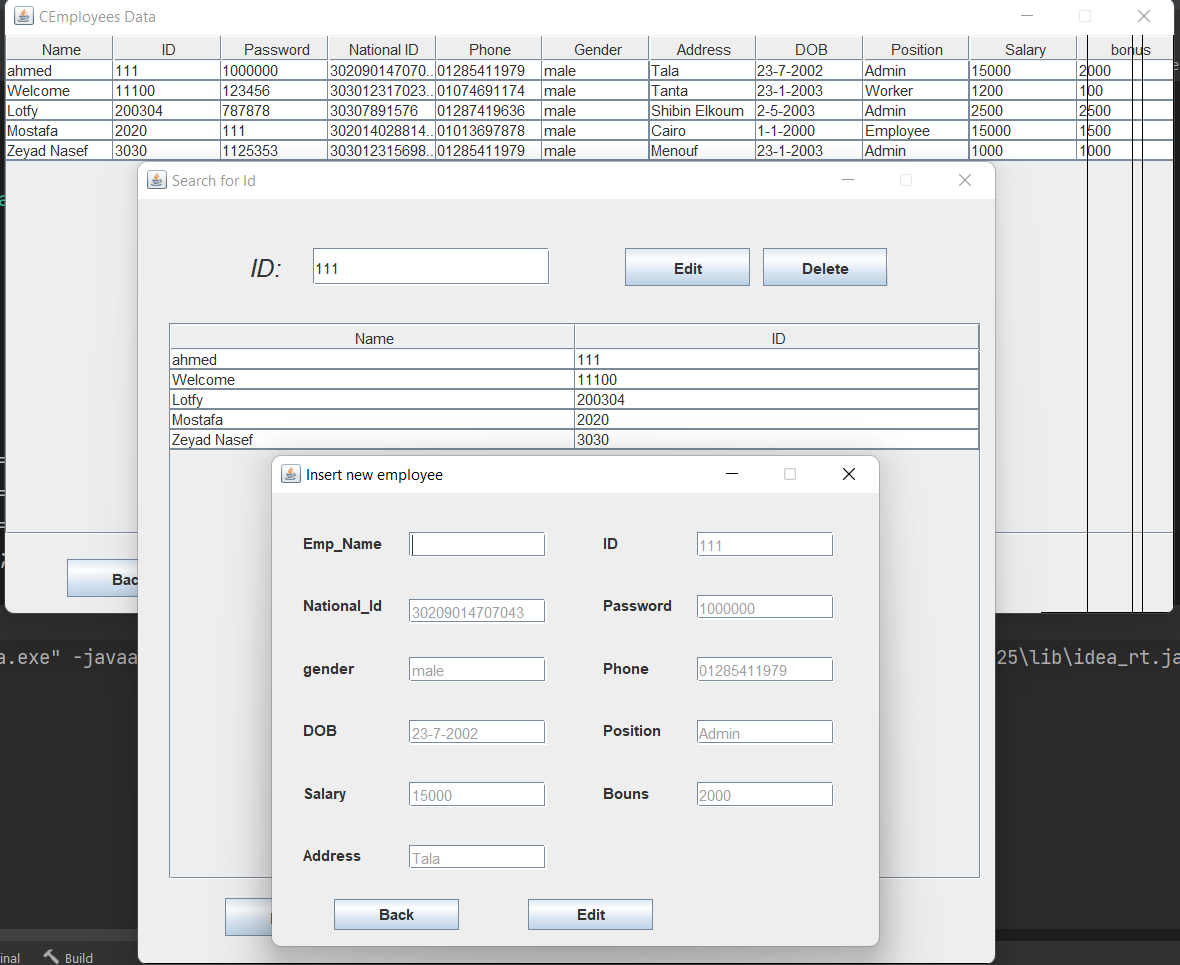 CEmployees Data
Name ID Password National ID Phone Gender Address DOB Position Salary bonus
ahmed 111 1000000 302090147070... 01285411979 male Tala 23-7-2002 Admin 15000 2000
Welcome 11100 123456 303012317023... 01074691174 male Tanta 23-1-2003 Worker 1200 100
Lotfy 200304 787878 30307891576 01287419636 male Shibin Elkoum 2-5-2003 Admin 2500 2500
Mostafa 2020 111 302014028814... 01013697878 male Cairo 1-1-2000 Employee 15000 1500
Zeyad Nasef 3030 1125353 303012315698... 01285411979 male Menouf 23-1-2003 Admin 1000 1000
Search for Id
ID: 111 Edit Delete
Name ID
ahmed 111
Welcome 11100
Lotfy 200304
Mostafa 2020
Zeyad Nasef 3030
Insert new employee
Emp_Name ID 111
National_Id 30209014707043 Password 1000000
gender male Phone 01285411979
DOB 23-7-2002 Position Admin
Salary 15000 Bouns 2000
Address Tala
Back Edit
Bac
a.exe" -javaa 25\lib\idea_rt.ja
inal Build